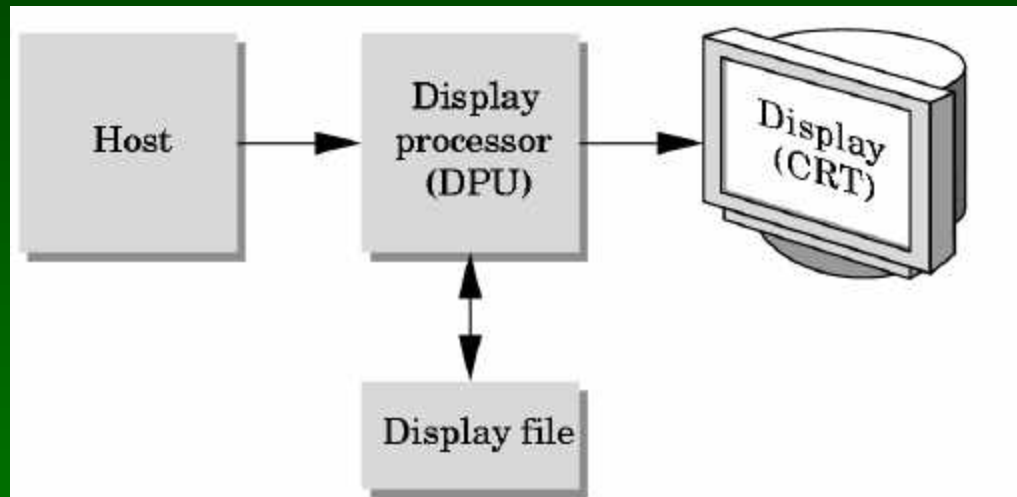 Host
Display
processor
(DPU)
Display
(CRT)
Display file